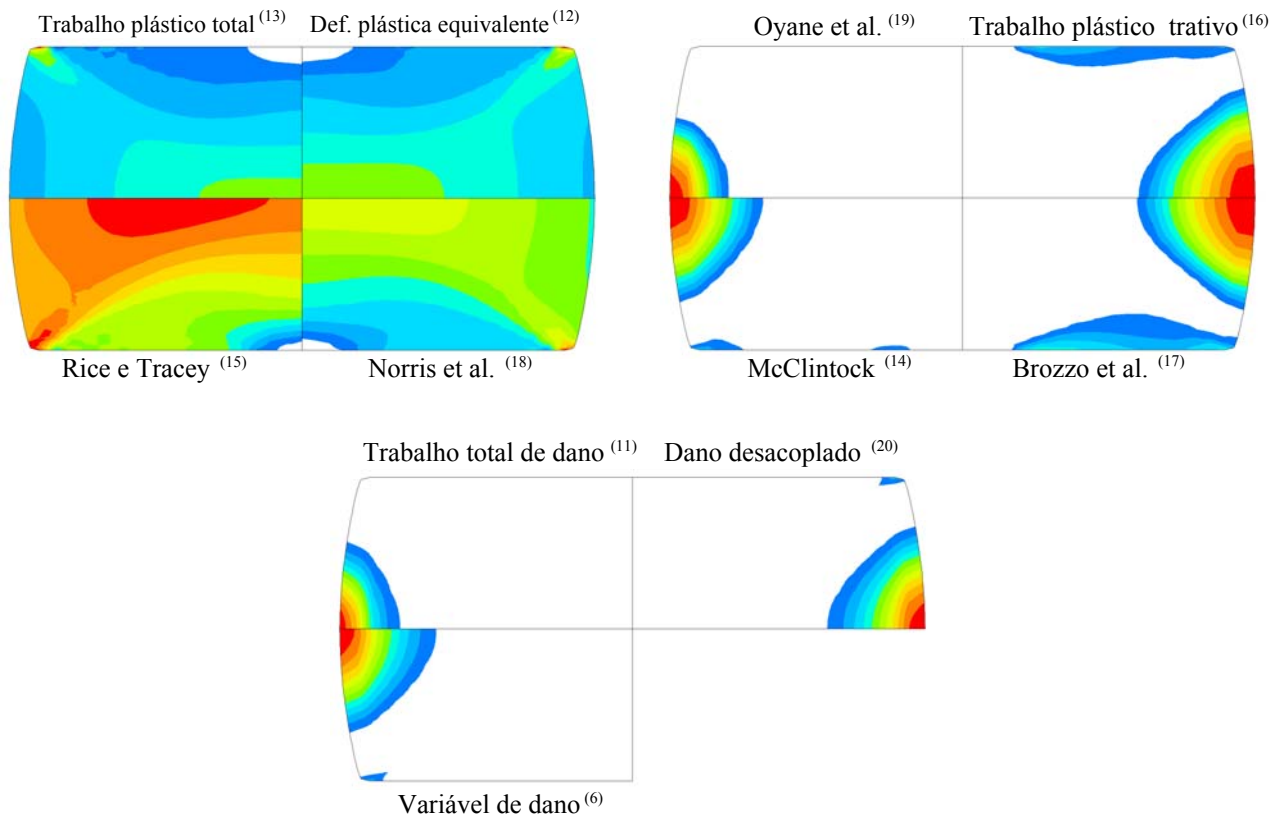 Trabalho plástico total (13) Def. plástica equivalente (12)
Oyane et al. (19) Trabalho plástico trativo (16)
Rice e Tracey (15) Norris et al. (18)
McClintock (14) Brozzo et al. (17)
Trabalho total de dano (11) Dano desacoplado (20)
Variável de dano (6)